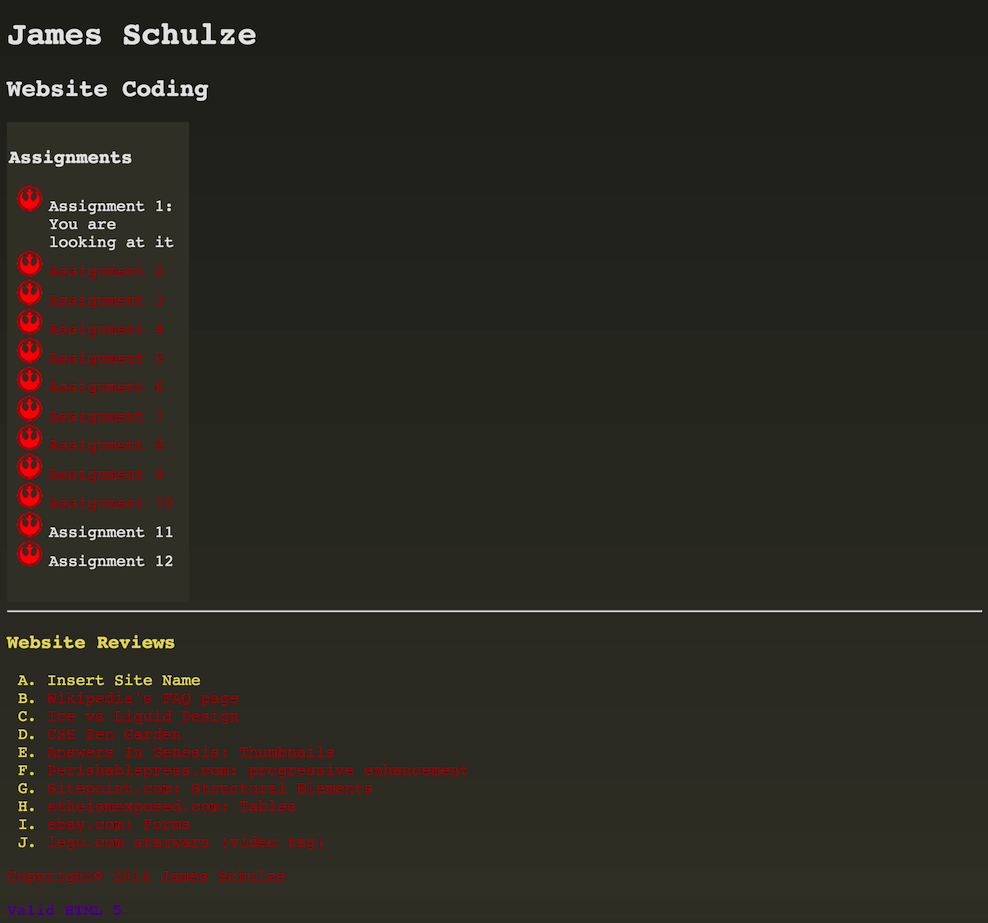 James Schulze
Website Coding
Assignments
Assignment 1:
You are
looking at it
Assignment 2
Assignment 3
Assignment 4
Assignment 5
Assignment 6
Assignment 7
Assignment 8
Assignment 9
Assignment 10
Assignment 11
Assignment 12
Website Reviews
A. Insert Site Name
B. Wikipedia's FAQ page
C. Ice vs Liquid Design
D. CSS Zen Garden
E. Answers In Genesis: Thumbnails
F. Perishablepress.com: progressive enhancement
G. Sitepoint.com: Structural Elements
H. atheismexposed.com: Tables
I. ebay.com: Forms
J. lego.com starwars (video tag)
Copyright© 2016 James Schulze
Valid HTML 5